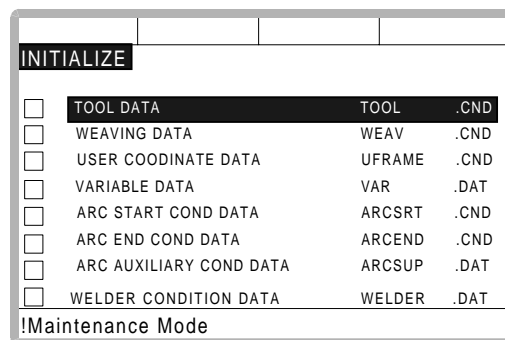 INITIALIZE
TOOL DATA TOOL .CND
WEAVING DATA WEAV .CND
USER COODINATE DATA UFRAME .CND
VARIABLE DATA VAR .DAT
ARC START COND DATA ARCSRT .CND
ARC END COND DATA ARCEND .CND
ARC AUXILIARY COND DATA ARCSUP .DAT
WELDER CONDITION DATA WELDER .DAT
!Maintenance Mode